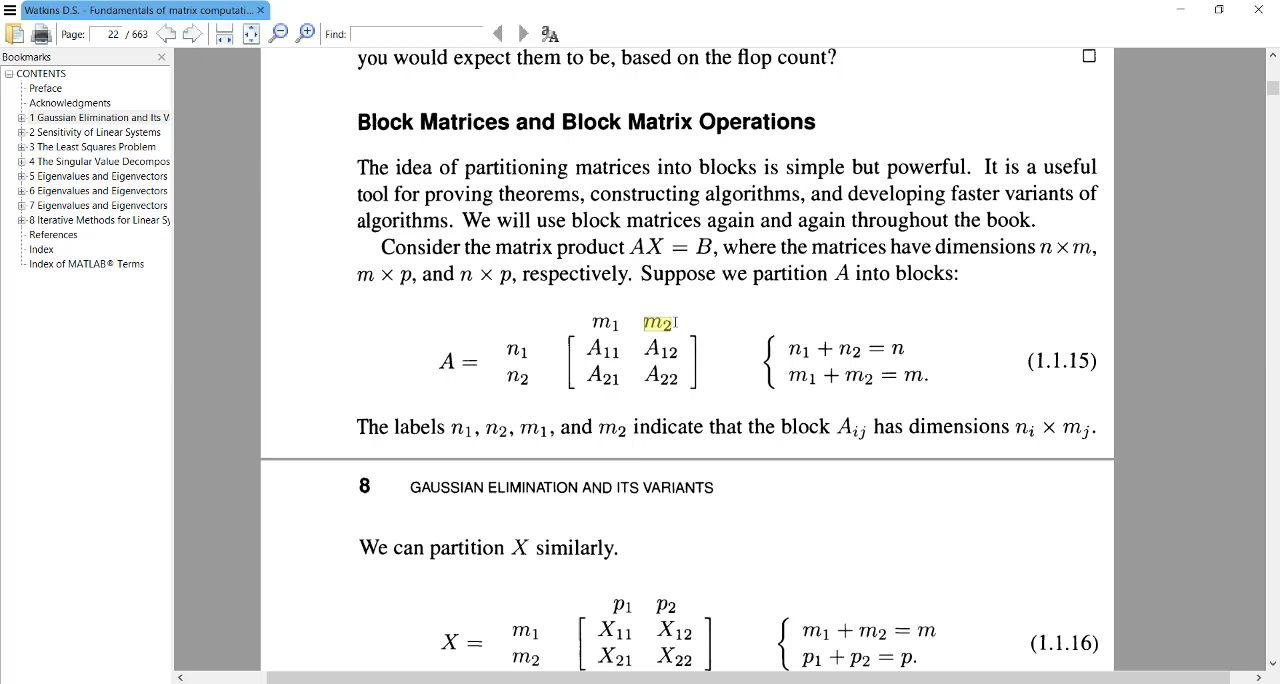 Watkins D.S. - Fundamentals of matrix computati... ×
Page: 22 / 663 Find:
Bookmarks
CONTENTS
Preface
Acknowledgments
1 Gaussian Elimination and Its V
2 Sensitivity of Linear Systems
3 The Least Squares Problem
4 The Singular Value Decompos
5 Eigenvalues and Eigenvectors
6 Eigenvalues and Eigenvectors
7 Eigenvalues and Eigenvectors
8 Iterative Methods for Linear Sy
References
Index
Index of MATLAB® Terms
you would expect them to be, based on the flop count? □
Block Matrices and Block Matrix Operations
The idea of partitioning matrices into blocks is simple but powerful. It is a useful
tool for proving theorems, constructing algorithms, and developing faster variants of
algorithms. We will use block matrices again and again throughout the book.
Consider the matrix product AX = B, where the matrices have dimensions n × m,
m × p, and n × p, respectively. Suppose we partition A into blocks:
m₁ m₂
A = n₁ [ A₁₁ A₁₂ ] { n₁ + n₂ = n (1.1.15)
n₂ [ A₂₁ A₂₂ ] { m₁ + m₂ = m.
The labels n₁, n₂, m₁, and m₂ indicate that the block Aᵢⱼ has dimensions nᵢ × mⱼ.
8 GAUSSIAN ELIMINATION AND ITS VARIANTS
We can partition X similarly.
p₁ p₂
X = m₁ [ X₁₁ X₁₂ ] { m₁ + m₂ = m (1.1.16)
m₂ [ X₂₁ X₂₂ ] { p₁ + p₂ = p.